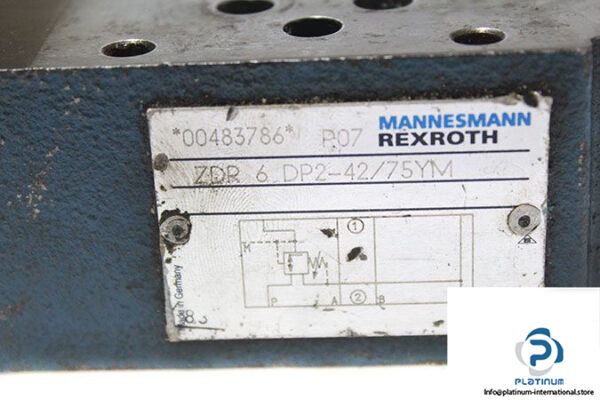 *00483786* P07 MANNESMANN REXROTH
ZDR 6 DP2-42/75YM
1
M
P A 2 B
Made in Germany
PLATINUM
Info@platinum-international.store